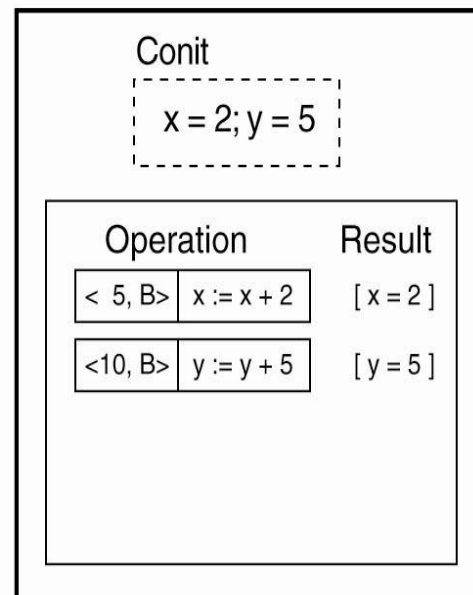 Conit
x = 2; y = 5
Operation Result
< 5, B> x := x + 2 [ x = 2 ]
<10, B> y := y + 5 [ y = 5 ]